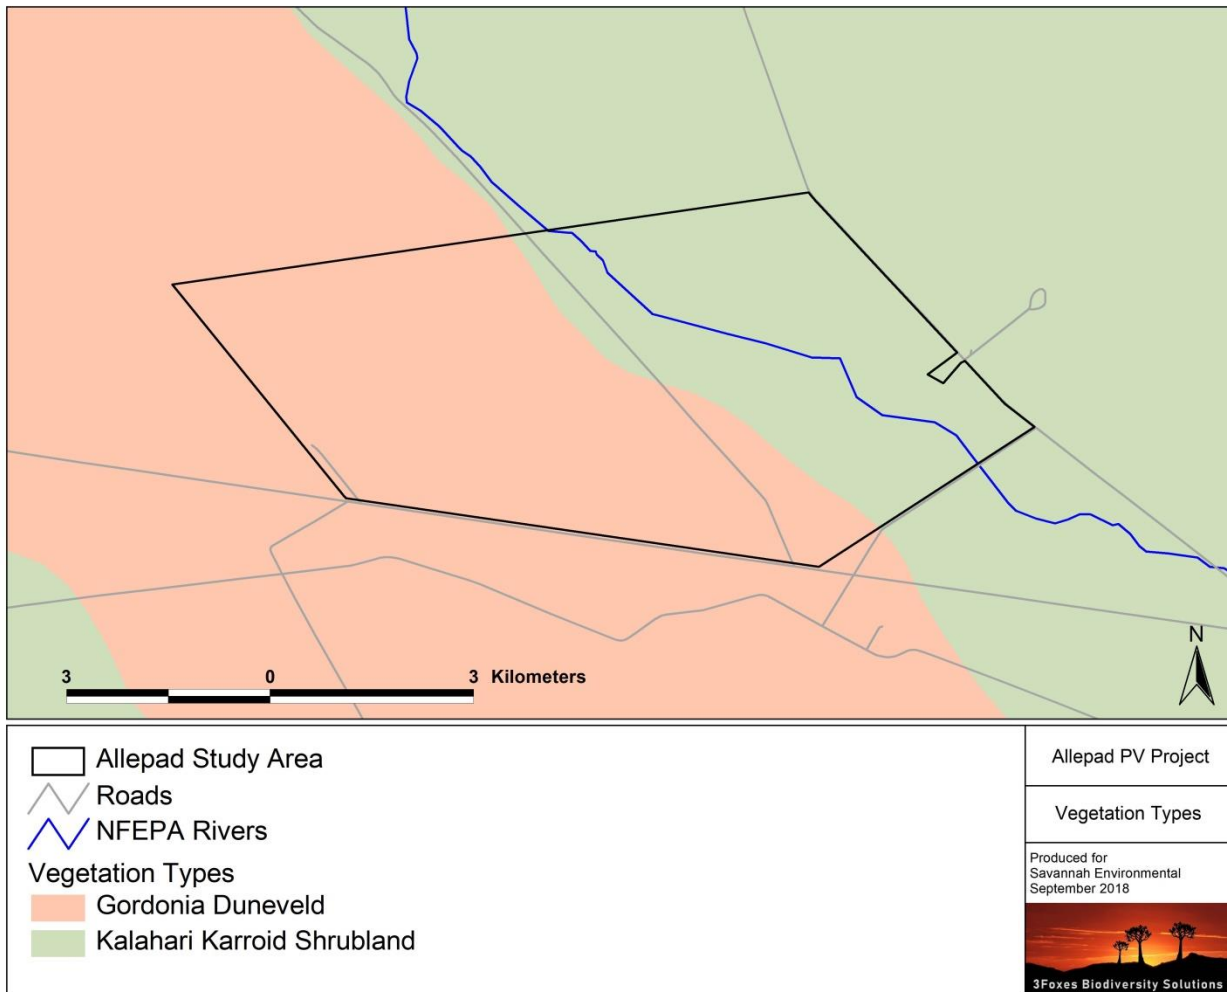 N
3 0 3 Kilometers
Allepad Study Area
Roads
NFEPA Rivers
Vegetation Types
Gordonia Duneveld
Kalahari Karroid Shrubland
Allepad PV Project
Vegetation Types
Produced for
Savannah Environmental
September 2018
3Foxes Biodiversity Solutions